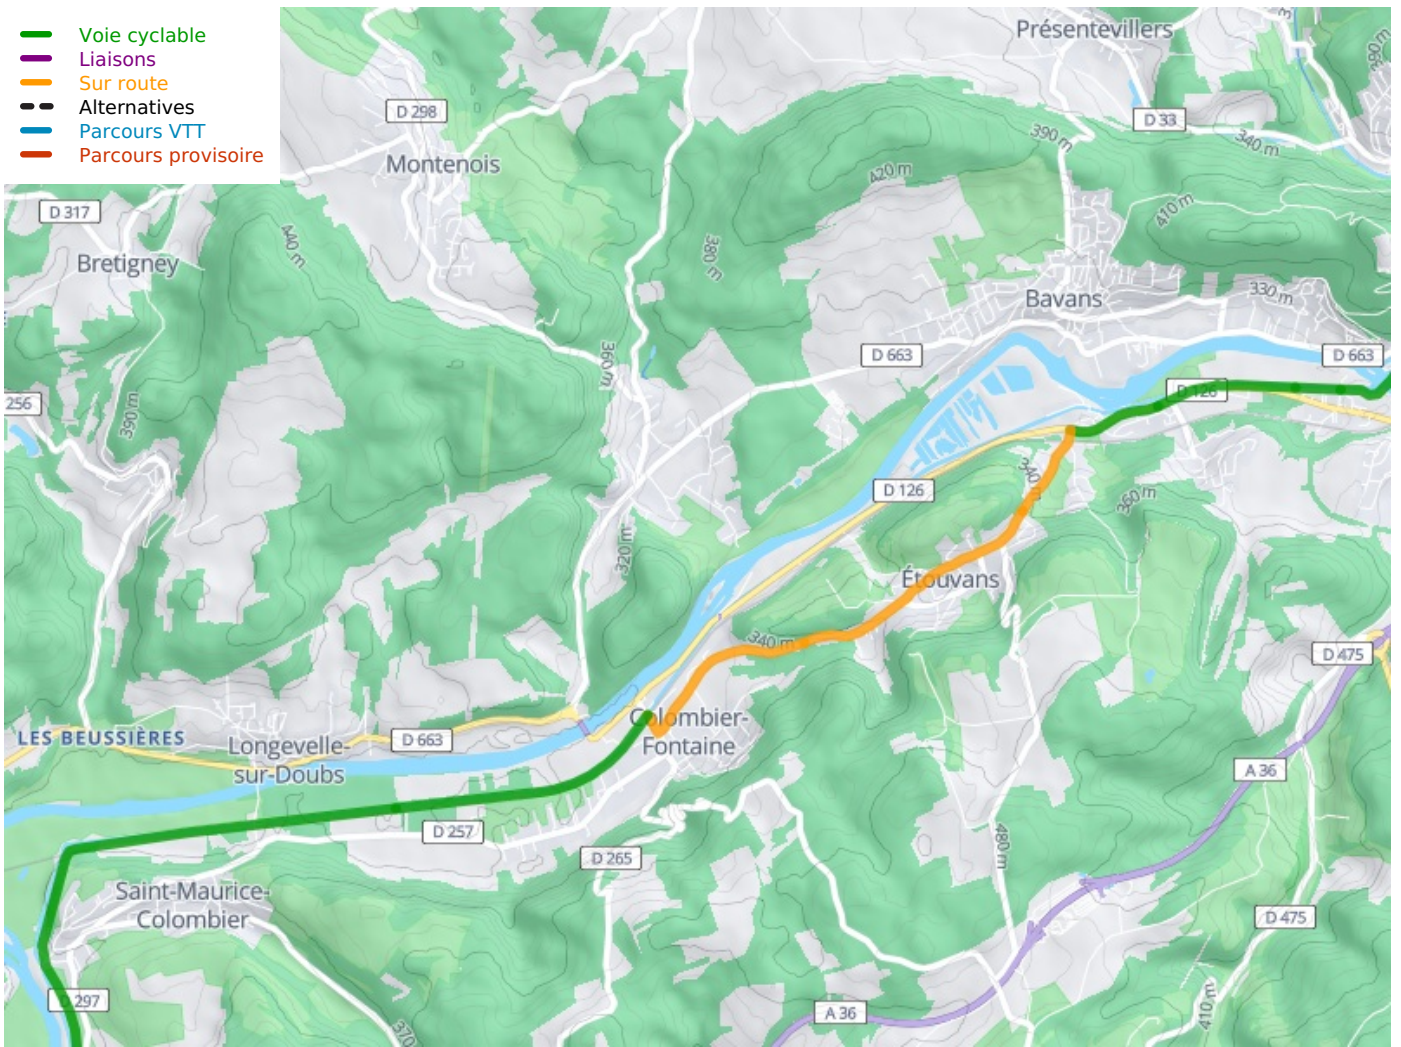 Voie cyclable
Liaisons
Sur route
Alternatives
Parcours VTT
Parcours provisoire
Présentevillers
D 298
D 33
390 m
340 m
Montenois
420 m
D 317
410 m
440 m
380 m
Bretigney
330 m
Bavans
360 m
D 663
D 663
D 126
256
390 m
340 m
D 126
360 m
320 m
Étouvans
340 m
D 475
Colombier-
Fontaine
LES BEUSSIÈRES
D 663
Longevelle-
sur-Doubs
A 36
D 257
480 m
D 265
Saint-Maurice-
Colombier
D 475
D 297
410 m
A 36
370